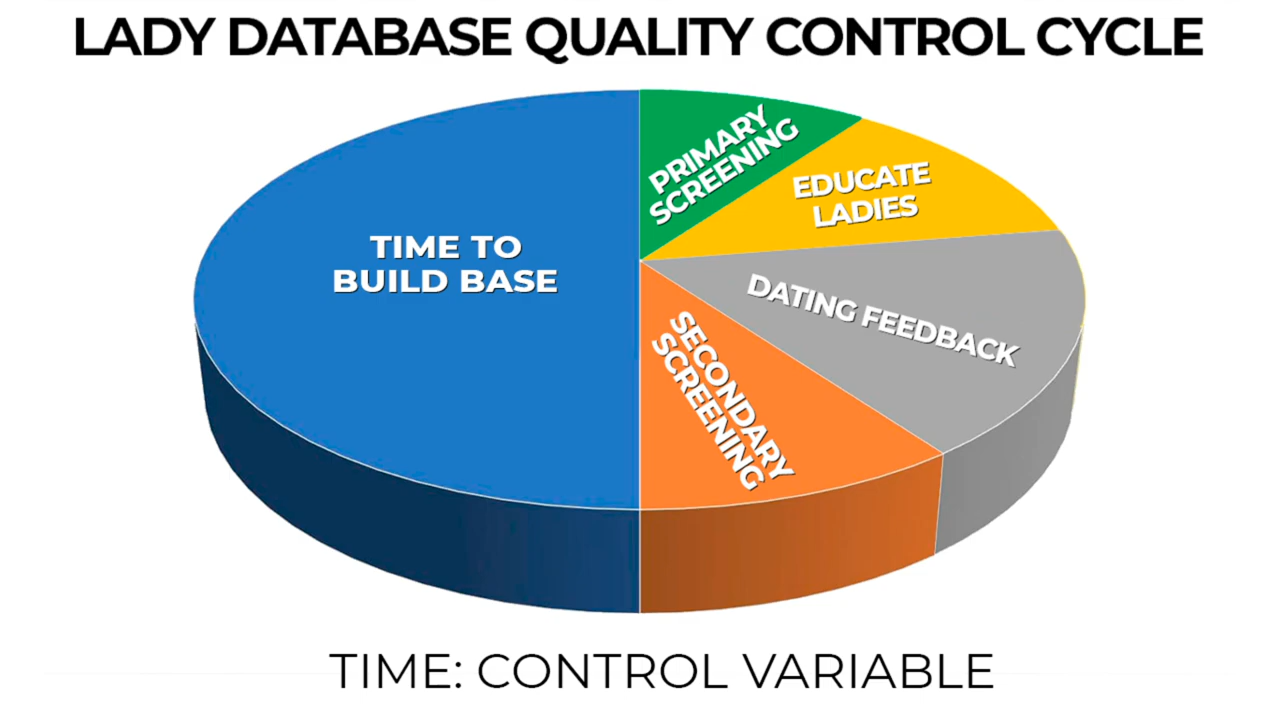 LADY DATABASE QUALITY CONTROL CYCLE
PRIMARY
SCREENING
EDUCATE
LADIES
TIME TO
BUILD BASE
DATING FEEDBACK
SECONDARY
SCREENING
TIME: CONTROL VARIABLE